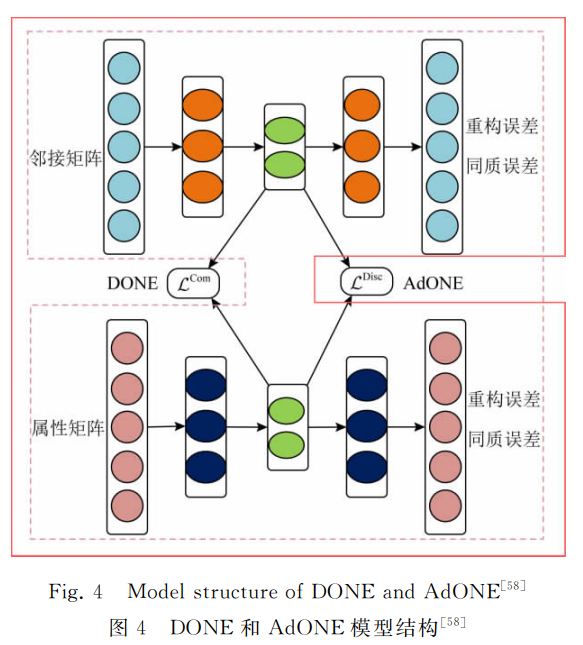 邻接矩阵
重构误差
同质误差
DONE
ℒ^Com
ℒ^Disc
AdONE
属性矩阵
重构误差
同质误差
Fig. 4 Model structure of DONE and AdONE[58]
图 4 DONE 和 AdONE 模型结构[58]